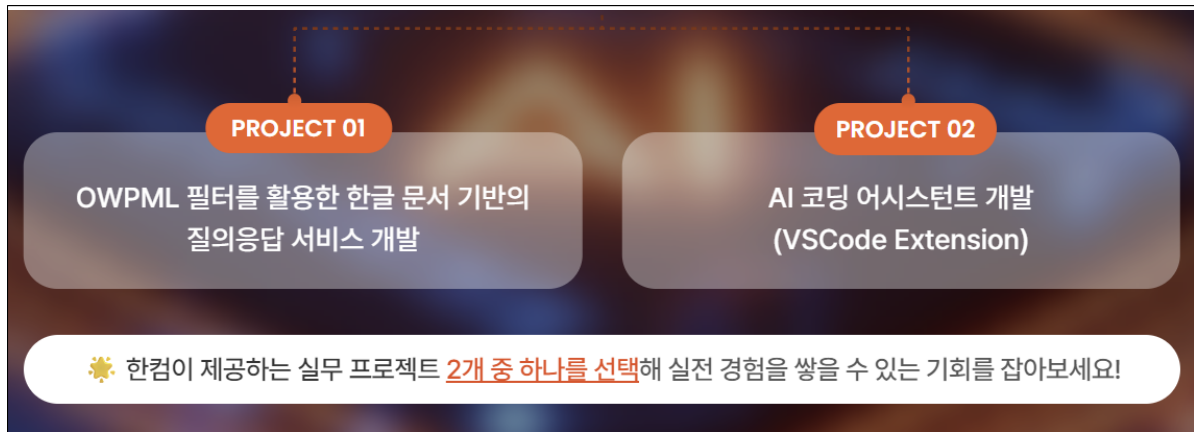 PROJECT 01
OWPML 필터를 활용한 한글 문서 기반의
질의응답 서비스 개발
PROJECT 02
AI 코딩 어시스턴트 개발
(VSCode Extension)
한컴이 제공하는 실무 프로젝트 2개 중 하나를 선택해 실전 경험을 쌓을 수 있는 기회를 잡아보세요!